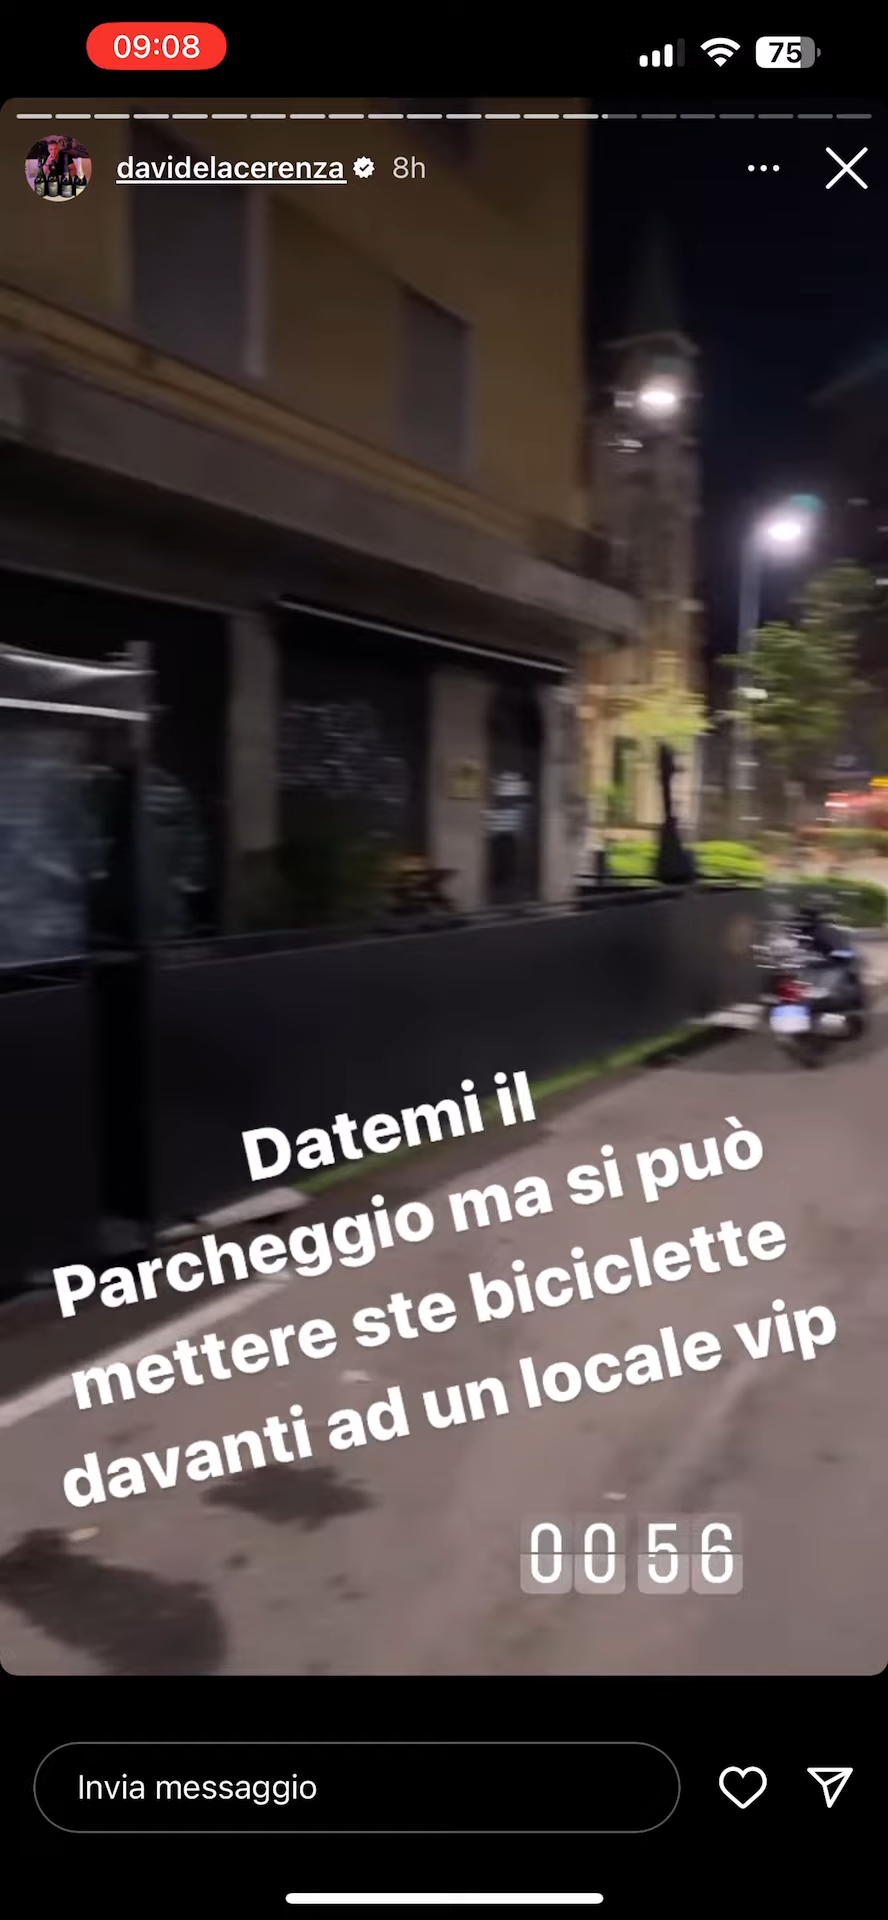 09:08
75
davidelacerenza 8h
Datemi il
Parcheggio ma si può
mettere ste biciclette
davanti ad un locale vip
00 56
Invia messaggio